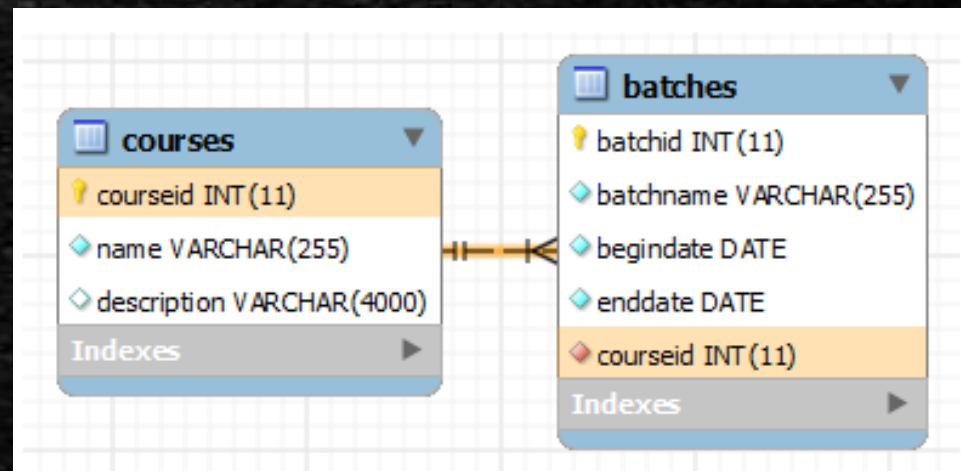 courses
courseid INT(11)
name VARCHAR(255)
description VARCHAR(4000)
Indexes
batches
batchid INT(11)
batchname VARCHAR(255)
begindate DATE
enddate DATE
courseid INT(11)
Indexes